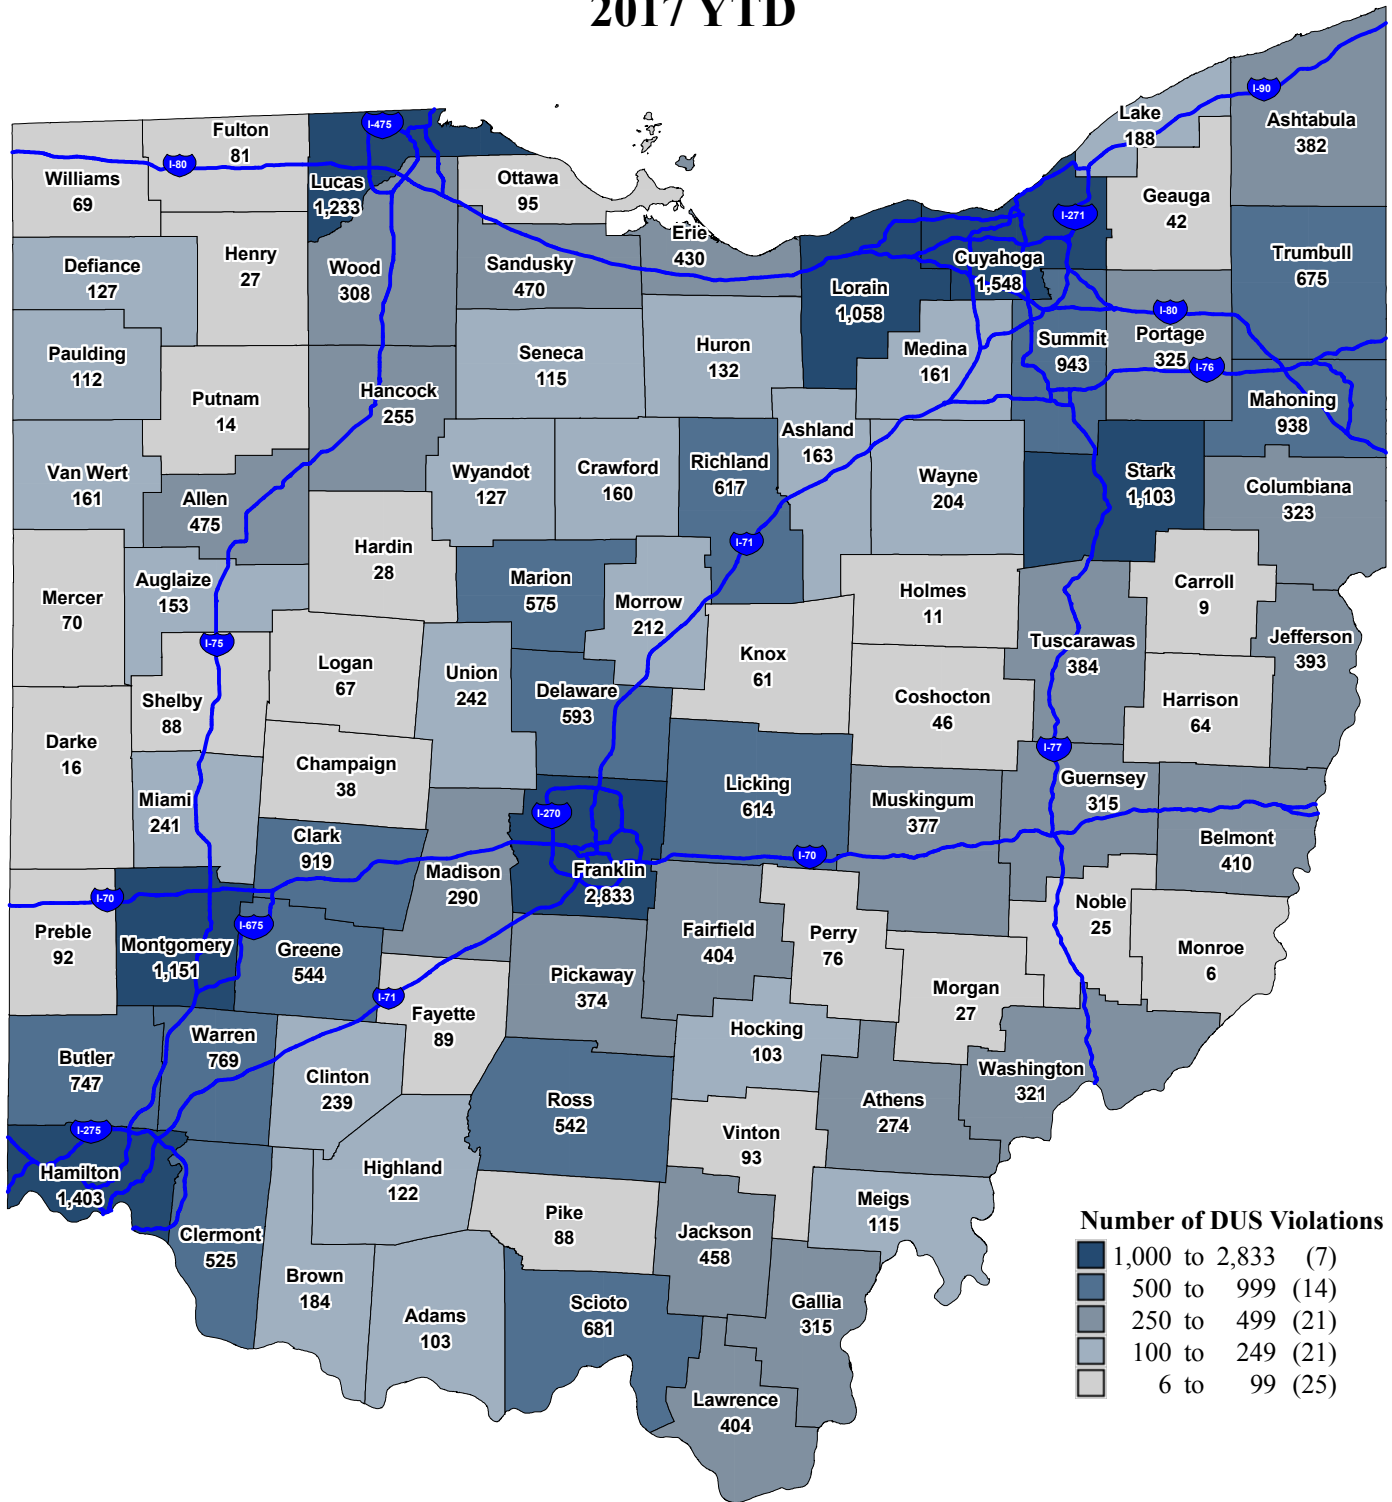 2017 YTD
I-90
Lake
188
Ashtabula
382
I-475
Fulton
81
I-80
Williams
69
Lucas
1,233
Ottawa
95
Geauga
42
I-271
Erie
430
Henry
27
Defiance
127
Wood
308
Sandusky
470
Cuyahoga
1,548
Trumbull
675
Lorain
1,058
I-80
Paulding
112
Seneca
115
Huron
132
Medina
161
Summit
943
Portage
325
I-76
Putnam
14
Hancock
255
Mahoning
938
Ashland
163
Van Wert
161
Allen
475
Wyandot
127
Crawford
160
Richland
617
Wayne
204
Stark
1,103
Columbiana
323
I-71
Hardin
28
Marion
575
Mercer
70
Auglaize
153
Morrow
212
Holmes
11
Carroll
9
I-75
Logan
67
Union
242
Knox
61
Tuscarawas
384
Jefferson
393
Shelby
88
Delaware
593
Coshocton
46
Harrison
64
Darke
16
I-77
Champaign
38
Miami
241
Licking
614
Muskingum
377
Guernsey
315
I-270
Clark
919
Belmont
410
I-70
Madison
290
Franklin
2,833
I-70
Noble
25
Preble
92
Montgomery
1,151
I-675
Greene
544
Fairfield
404
Perry
76
Monroe
6
Pickaway
374
I-71
Morgan
27
Fayette
89
Hocking
103
Warren
769
Butler
747
Clinton
239
Washington
321
Ross
542
Athens
274
I-275
Vinton
93
Hamilton
1,403
Highland
122
Meigs
115
Pike
88
Clermont
525
Jackson
458
Brown
184
Adams
103
Scioto
681
Gallia
315
Lawrence
404
Number of DUS Violations
1,000 to 2,833 (7)
500 to 999 (14)
250 to 499 (21)
100 to 249 (21)
6 to 99 (25)